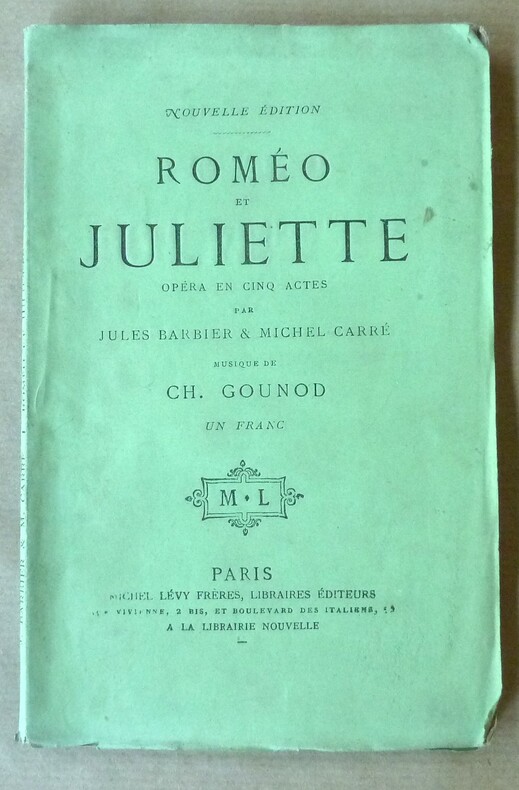 NOUVELLE ÉDITION
ROMÉO
ET
JULIETTE
OPÉRA EN CINQ ACTES
PAR
JULES BARBIER & MICHEL CARRÉ
MUSIQUE DE
CH. GOUNOD
UN FRANC
M • L
PARIS
MICHEL LÉVY FRÈRES, LIBRAIRES ÉDITEURS
VIVIENNE, 2 BIS, ET BOULEVARD DES ITALIENS,
A LA LIBRAIRIE NOUVELLE